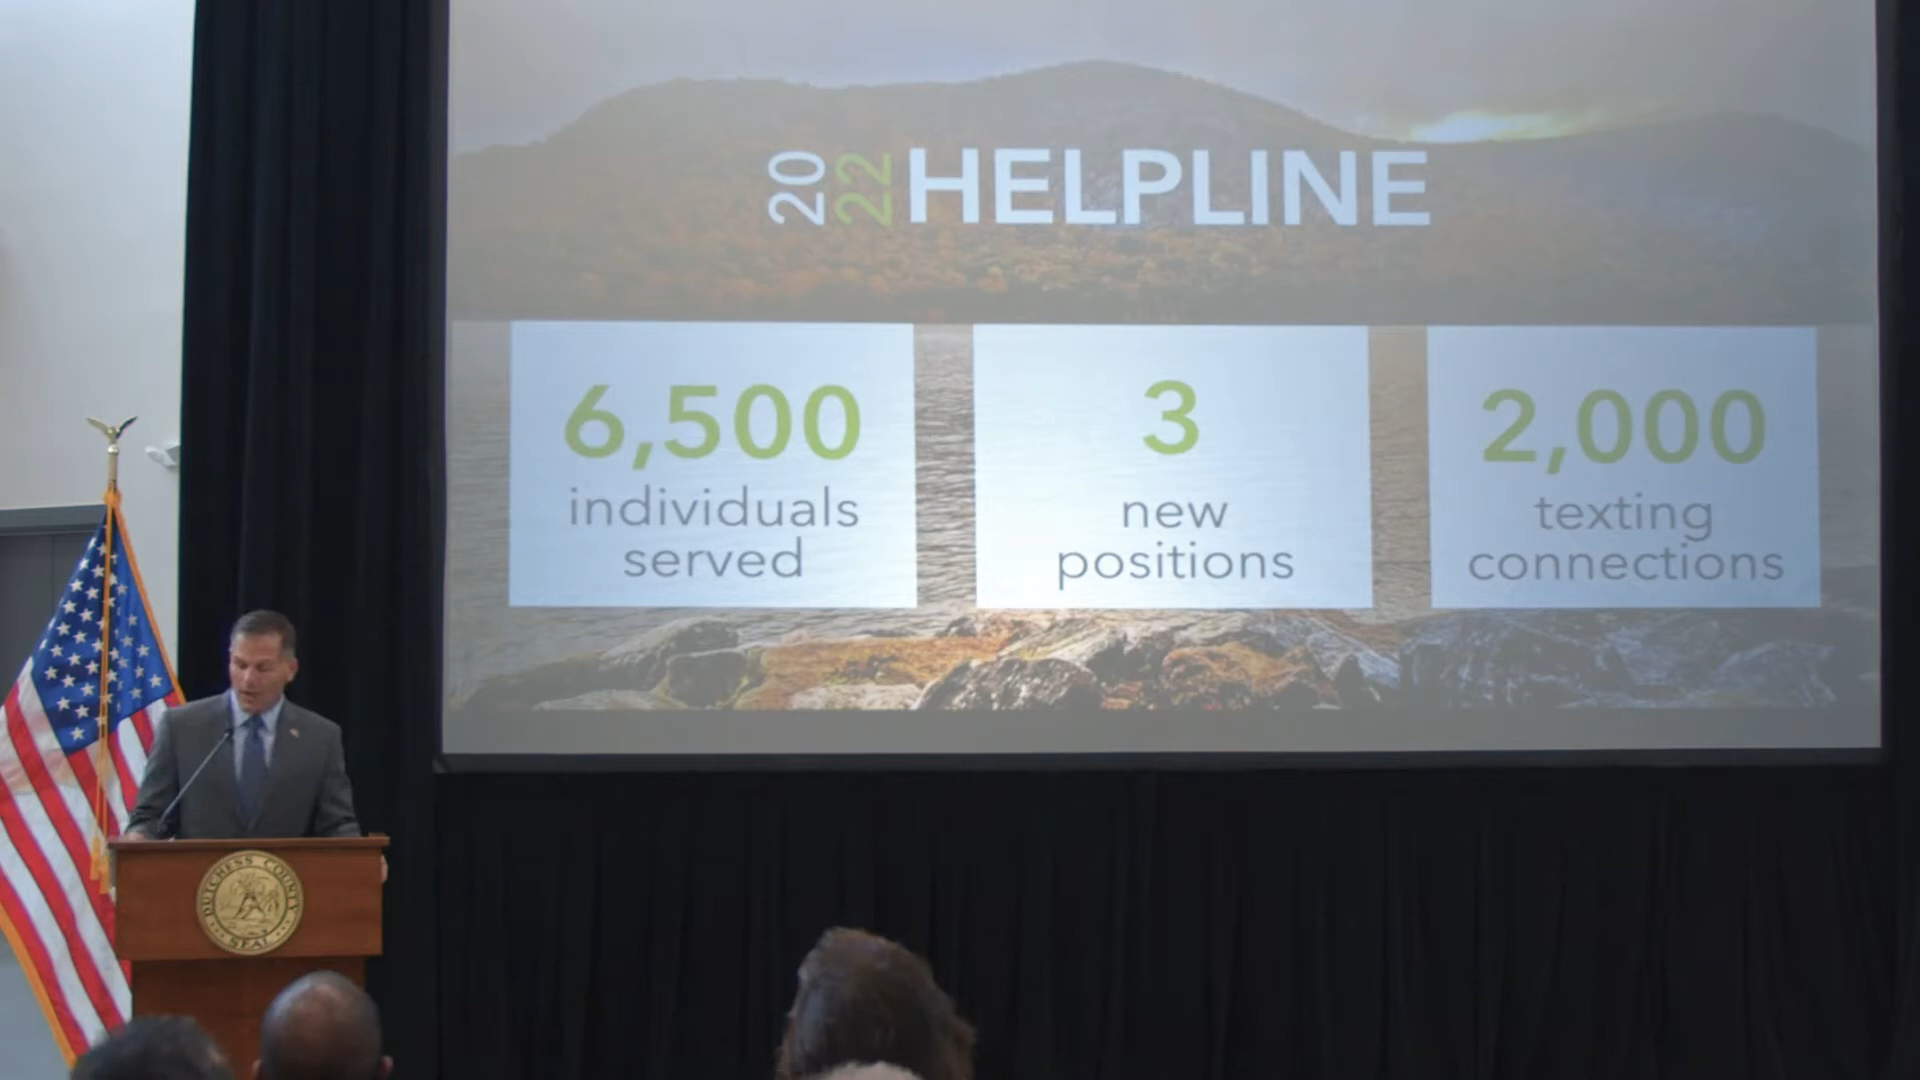 2022 HELPLINE
6,500
individuals
served
3
new
positions
2,000
texting
connections
DUTCHESS COUNTY
SEAL